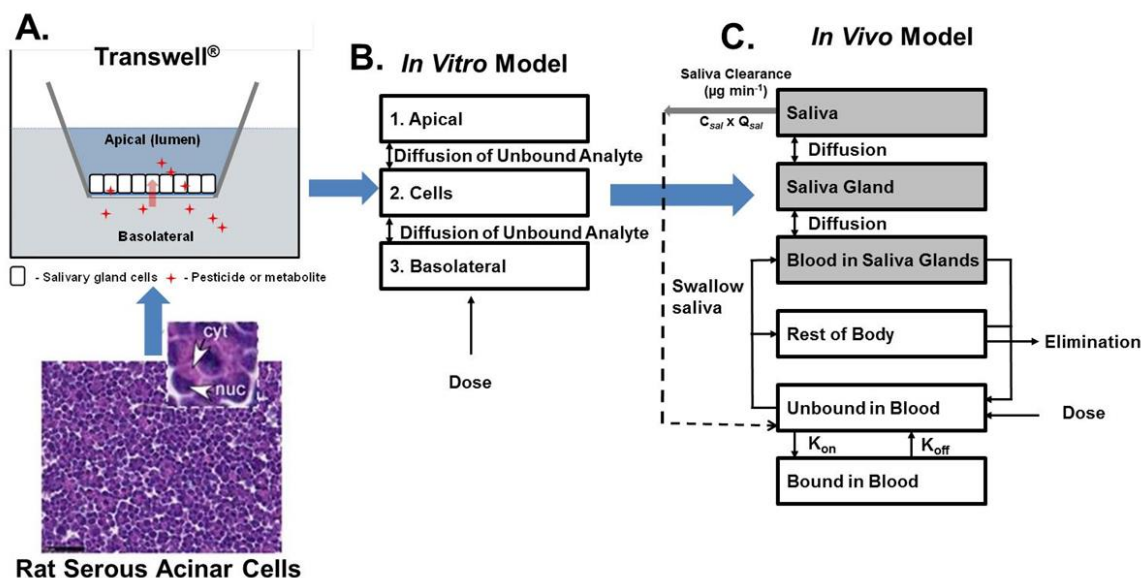 A.
Transwell®
Apical (lumen)
Basolateral
- Salivary gland cells
- Pesticide or metabolite
cyt
nuc
Rat Serous Acinar Cells
B. In Vitro Model
1. Apical
Diffusion of Unbound Analyte
2. Cells
Diffusion of Unbound Analyte
3. Basolateral
Dose
C. In Vivo Model
Saliva Clearance
(µg min⁻¹)
Csal x Qsal
Saliva
Diffusion
Saliva Gland
Diffusion
Blood in Saliva Glands
Swallow
saliva
Rest of Body
Elimination
Unbound in Blood
Dose
Kon
Koff
Bound in Blood